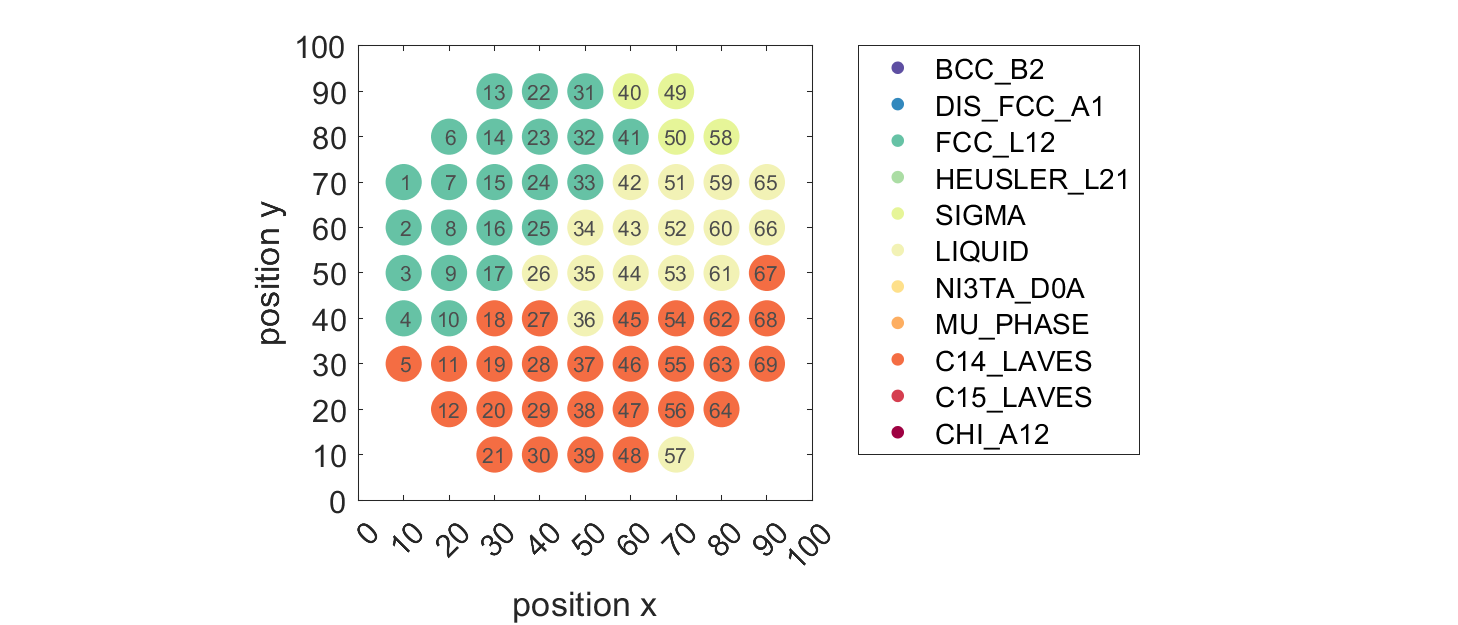 100
90
80
70
60
50
40
30
20
10
0
position y
13 22 31 40 49
6 14 23 32 41 50 58
1 7 15 24 33 42 51 59 65
2 8 16 25 34 43 52 60 66
3 9 17 26 35 44 53 61 67
4 10 18 27 36 45 54 62 68
5 11 19 28 37 46 55 63 69
12 20 29 38 47 56 64
21 30 39 48 57
0 10 20 30 40 50 60 70 80 90 100
position x
BCC_B2
DIS_FCC_A1
FCC_L12
HEUSLER_L21
SIGMA
LIQUID
NI3TA_D0A
MU_PHASE
C14_LAVES
C15_LAVES
CHI_A12